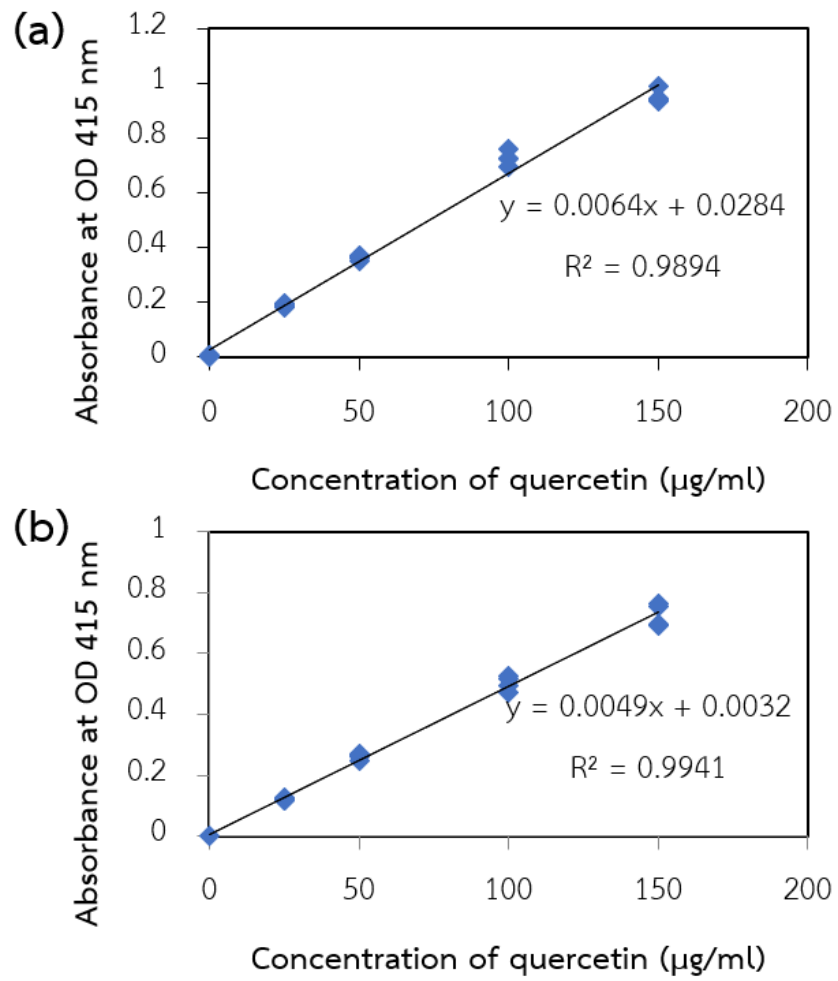 (a)
Absorbance at OD 415 nm
1.2
1
0.8
0.6
0.4
0.2
0
y = 0.0064x + 0.0284
R² = 0.9894
0 50 100 150 200
Concentration of quercetin (µg/ml)
(b)
Absorbance at OD 415 nm
1
0.8
0.6
0.4
0.2
0
y = 0.0049x + 0.0032
R² = 0.9941
0 50 100 150 200
Concentration of quercetin (µg/ml)